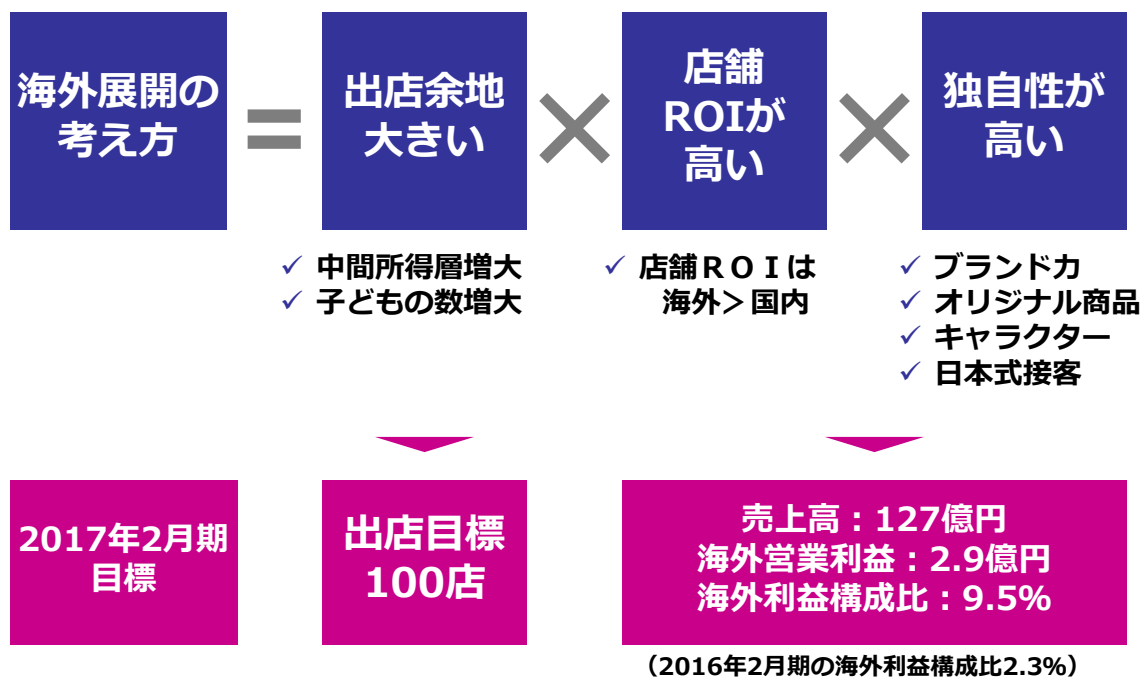 海外展開の
考え方
=
出店余地
大きい
×
店舗
ROIが
高い
×
独自性が
高い
✓ 中間所得層増大
✓ 子どもの数増大
✓ 店舗ＲＯＩは
海外＞国内
✓ ブランド力
✓ オリジナル商品
✓ キャラクター
✓ 日本式接客
2017年2月期
目標
出店目標
100店
売上高：127億円
海外営業利益：2.9億円
海外利益構成比：9.5%
（2016年2月期の海外利益構成比2.3%）